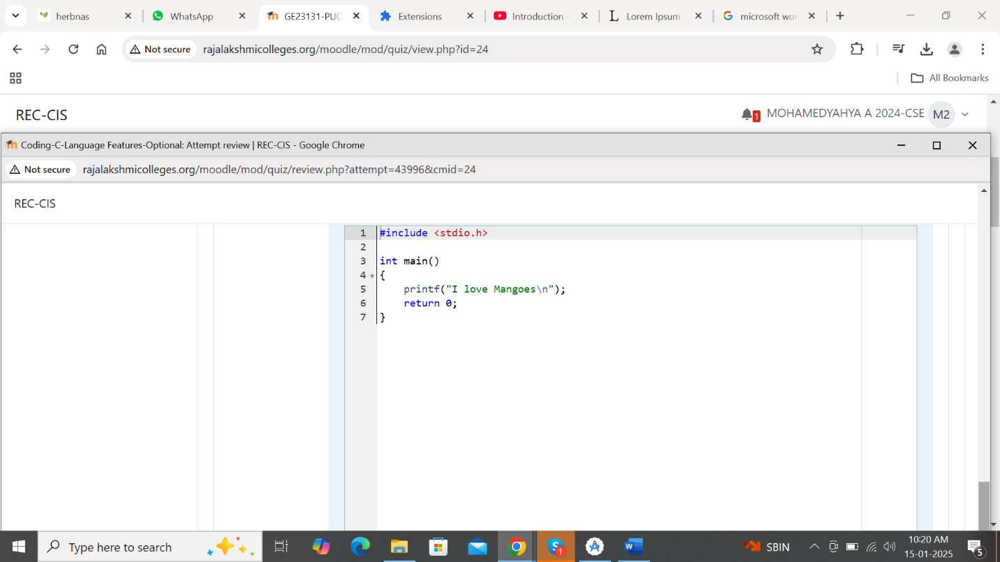 herbnas
WhatsApp
GE23131-PUC
Extensions
Introduction -
Lorem Ipsum -
microsoft wor
Not secure
rajalakshmicolleges.org/moodle/mod/quiz/view.php?id=24
All Bookmarks
REC-CIS
1
MOHAMEDYAHYA A 2024-CSE
M2
Coding-C-Language Features-Optional: Attempt review | REC-CIS - Google Chrome
Not secure
rajalakshmicolleges.org/moodle/mod/quiz/review.php?attempt=43996&cmid=24
REC-CIS
1 #include <stdio.h>
2
3 int main()
4 {
5     printf("I love Mangoes\n");
6     return 0;
7 }
Type here to search
1
SBIN
10:20 AM
15-01-2025
5